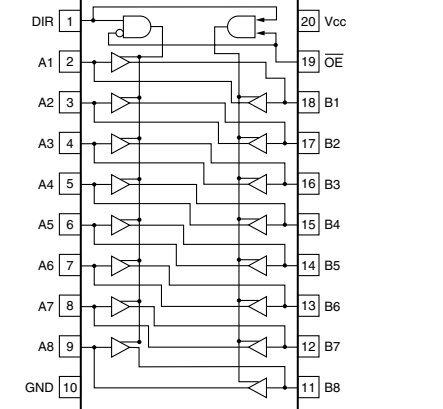 DIR 1 20 Vcc
A1 2 19 O̅E̅
A2 3 18 B1
A3 4 17 B2
A4 5 16 B3
A5 6 15 B4
A6 7 14 B5
A7 8 13 B6
A8 9 12 B7
GND 10 11 B8